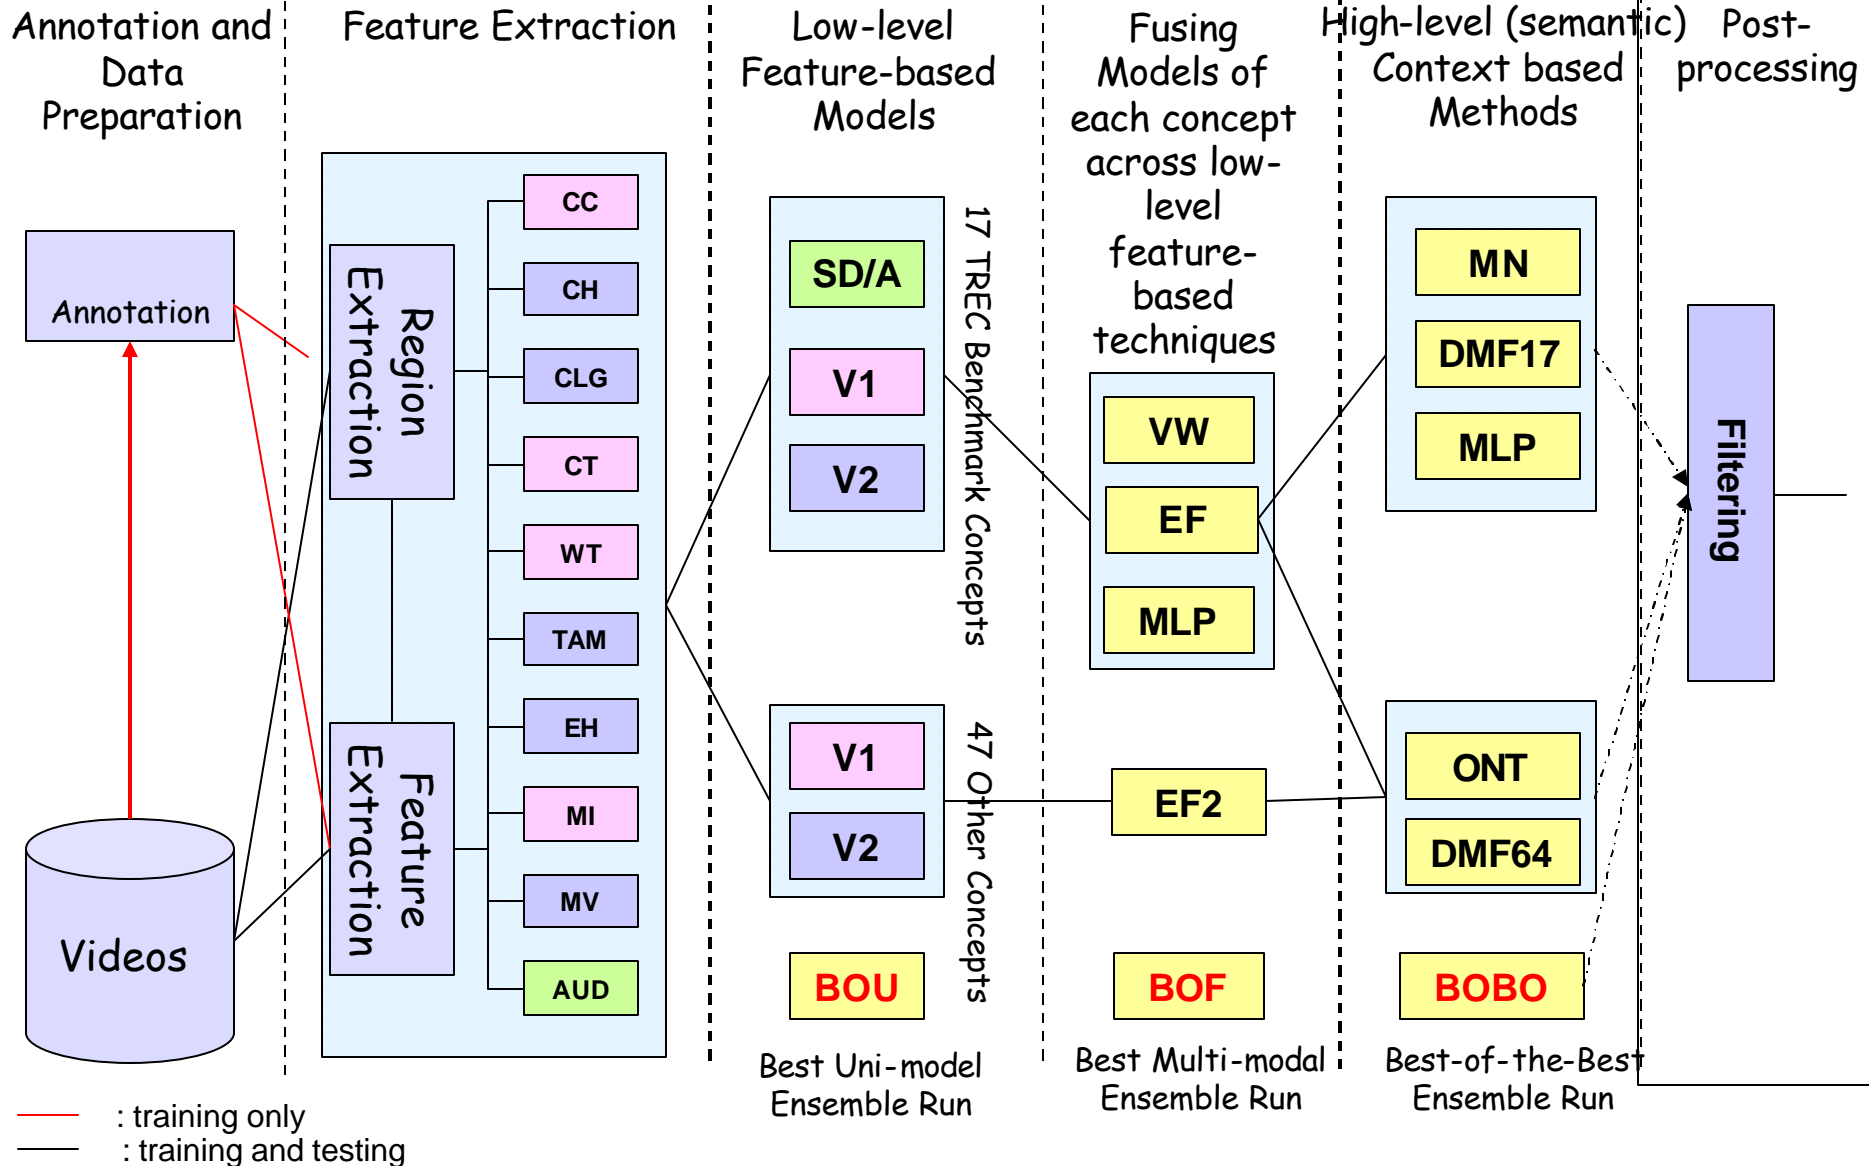 Annotation and
Data
Preparation
Feature Extraction
Low-level
Feature-based
Models
Fusing
Models of
each concept
across low-
level
feature-
based
techniques
High-level (semantic)
Context based
Methods
Post-
processing
Annotation
Videos
Region
Extraction
Feature
Extraction
CC
CH
CLG
CT
WT
TAM
EH
MI
MV
AUD
SD/A
V1
V2
17 TREC Benchmark Concepts
V1
V2
47 Other Concepts
BOU
Best Uni-model
Ensemble Run
VW
EF
MLP
EF2
BOF
Best Multi-modal
Ensemble Run
MN
DMF17
MLP
ONT
DMF64
BOBO
Best-of-the-Best
Ensemble Run
Filtering
: training only
: training and testing